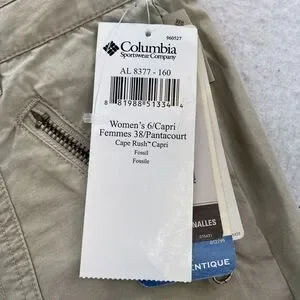 960527
Columbia
Sportswear Company
AL 8377 - 160
8 81988 51334 4
Women's 6/Capri
Femmes 38/Pantacourt
Cape Rush™ Capri
Fossil
Fossile
NALLES
ENTIQUE